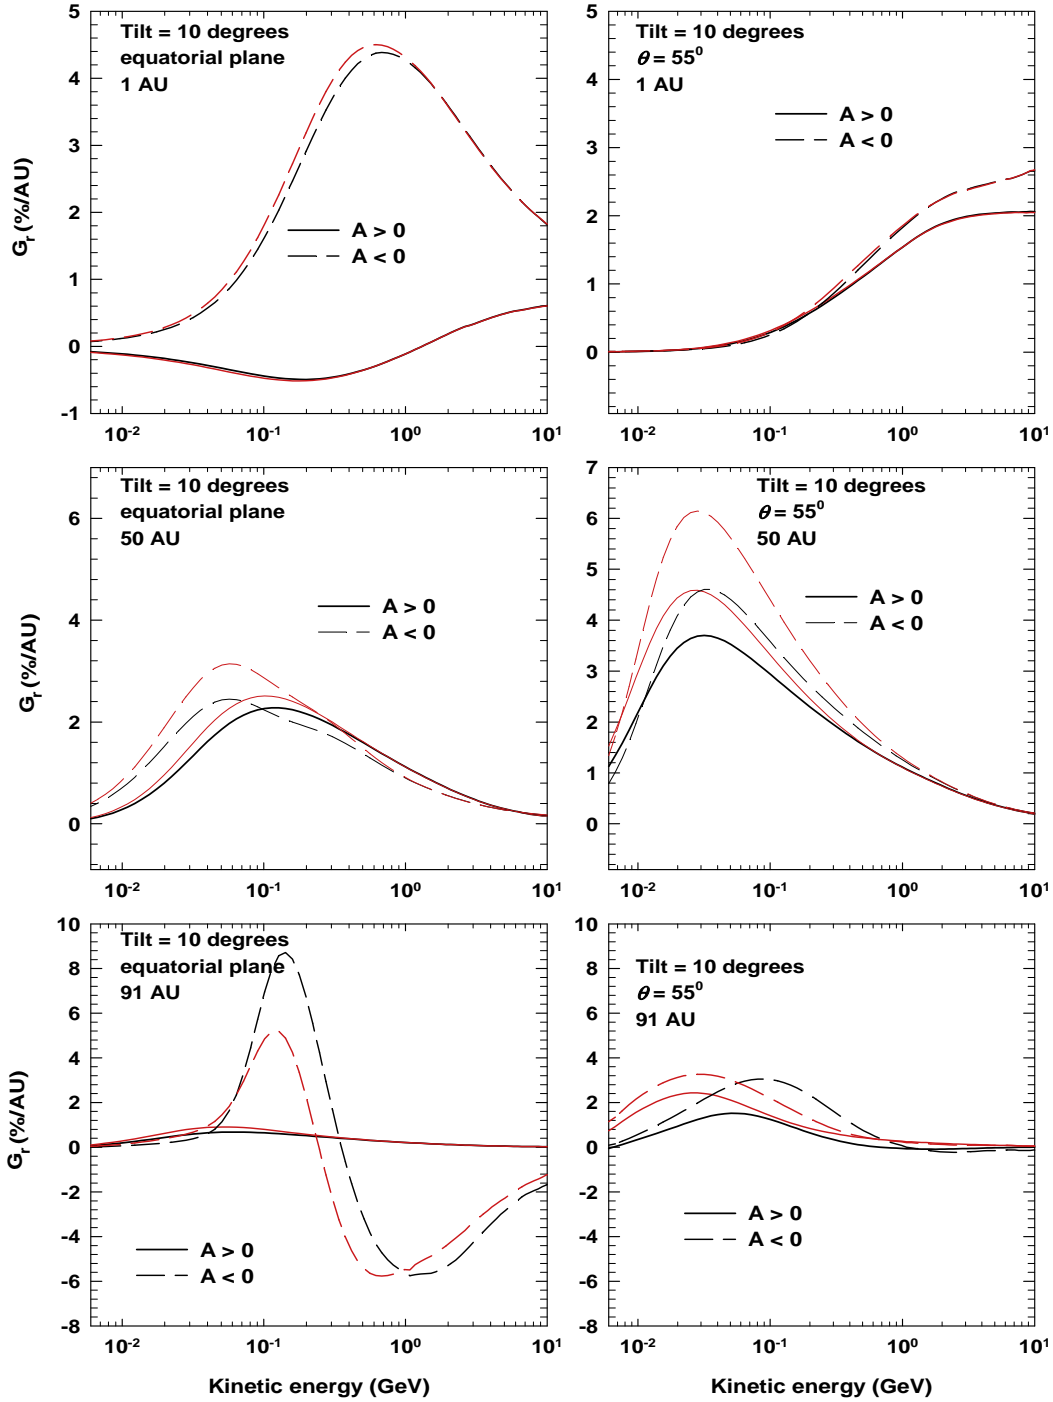 Tilt = 10 degrees
equatorial plane
1 AU
A > 0
A < 0
Gr (%/AU)
5
4
3
2
1
0
-1
10-2
10-1
100
101
Tilt = 10 degrees
θ = 55⁰
1 AU
A > 0
A < 0
5
4
3
2
1
0
10-2
10-1
100
101
Tilt = 10 degrees
equatorial plane
50 AU
A > 0
A < 0
Gr (%/AU)
6
4
2
0
10-2
10-1
100
101
Tilt = 10 degrees
θ = 55⁰
50 AU
A > 0
A < 0
7
6
5
4
3
2
1
0
10-2
10-1
100
101
Tilt = 10 degrees
equatorial plane
91 AU
A > 0
A < 0
Gr (%/AU)
10
8
6
4
2
0
-2
-4
-6
-8
10-2
10-1
100
101
Kinetic energy (GeV)
Tilt = 10 degrees
θ = 55⁰
91 AU
A > 0
A < 0
10
8
6
4
2
0
-2
-4
-6
-8
10-2
10-1
100
101
Kinetic energy (GeV)